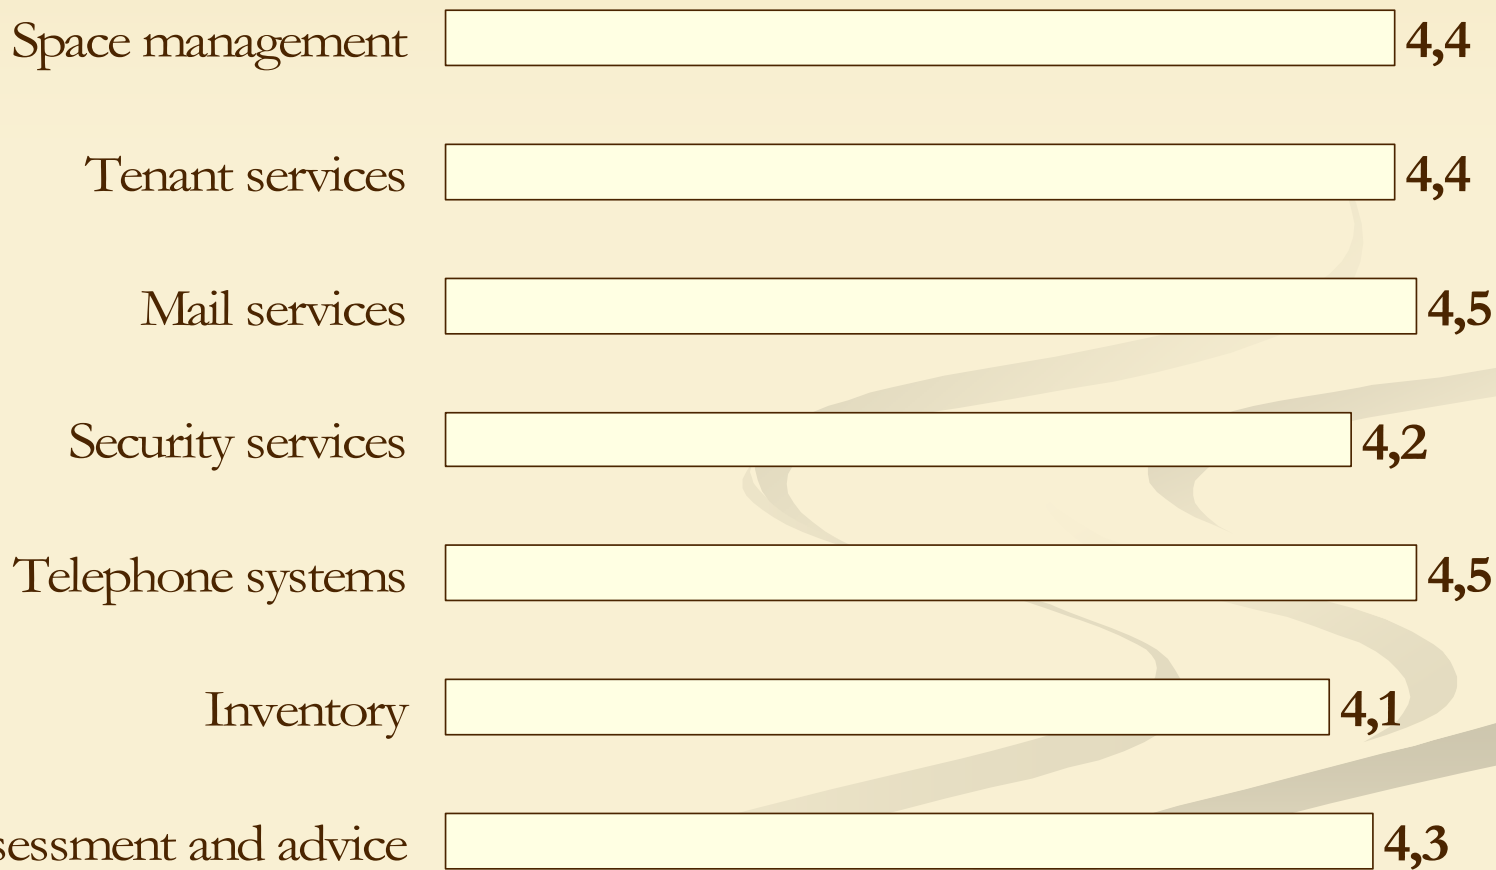 Space management 4,4
Tenant services 4,4
Mail services 4,5
Security services 4,2
Telephone systems 4,5
Inventory 4,1
and advice 4,3